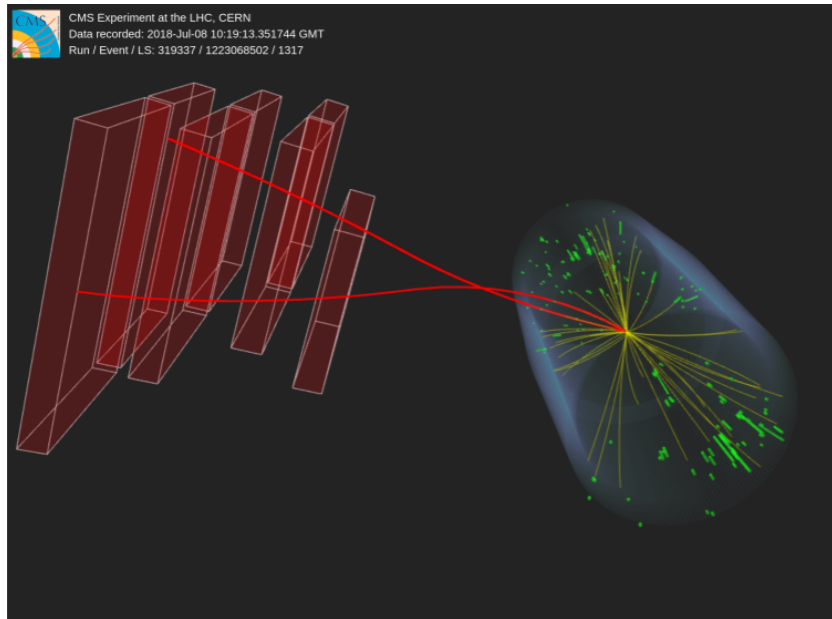 CMS
CMS Experiment at the LHC, CERN
Data recorded: 2018-Jul-08 10:19:13.351744 GMT
Run / Event / LS: 319337 / 1223068502 / 1317